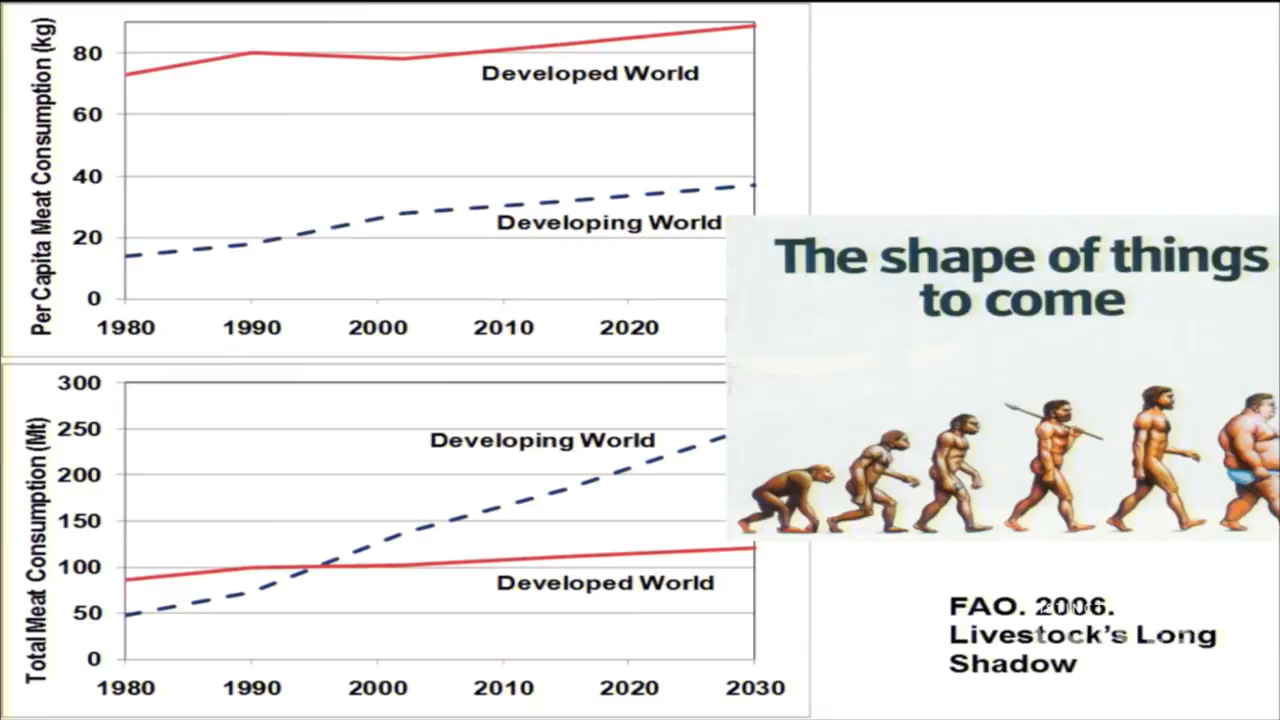 Per Capita Meat Consumption (kg)
80
60
40
20
0
Developed World
Developing World
1980 1990 2000 2010 2020
Total Meat Consumption (Mt)
300
250
200
150
100
50
0
Developing World
Developed World
1980 1990 2000 2010 2020 2030
The shape of things
to come
FAO. 2006.
Livestock's Long
Shadow